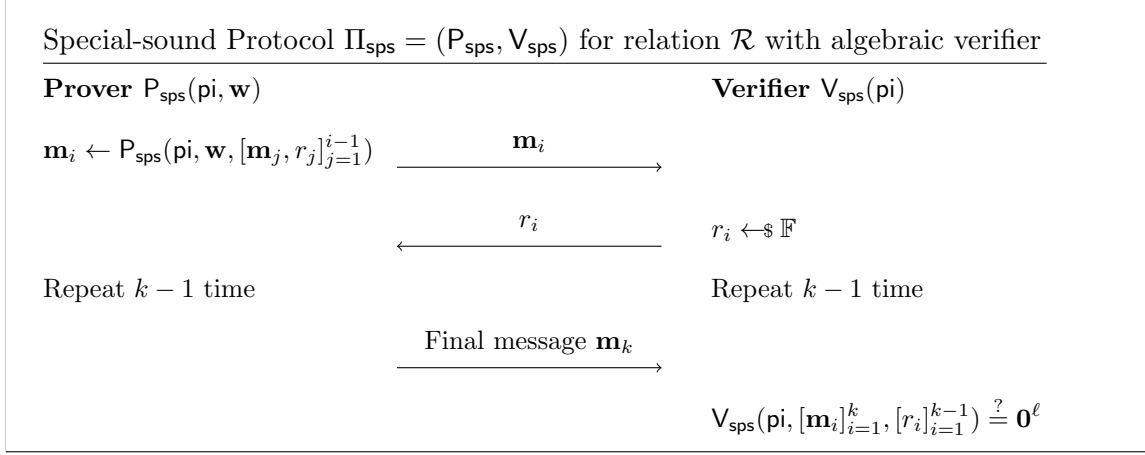 Special-sound Protocol Π_sps = (P_sps, V_sps) for relation ℛ with algebraic verifier
Prover P_sps(pi, w) Verifier V_sps(pi)
m_i ← P_sps(pi, w, [m_j, r_j]_{j=1}^{i−1}) m_i
r_i r_i ←$ 𝔽
Repeat k − 1 time Repeat k − 1 time
Final message m_k
V_sps(pi, [m_i]_{i=1}^{k}, [r_i]_{i=1}^{k−1}) ≟ 0^ℓ